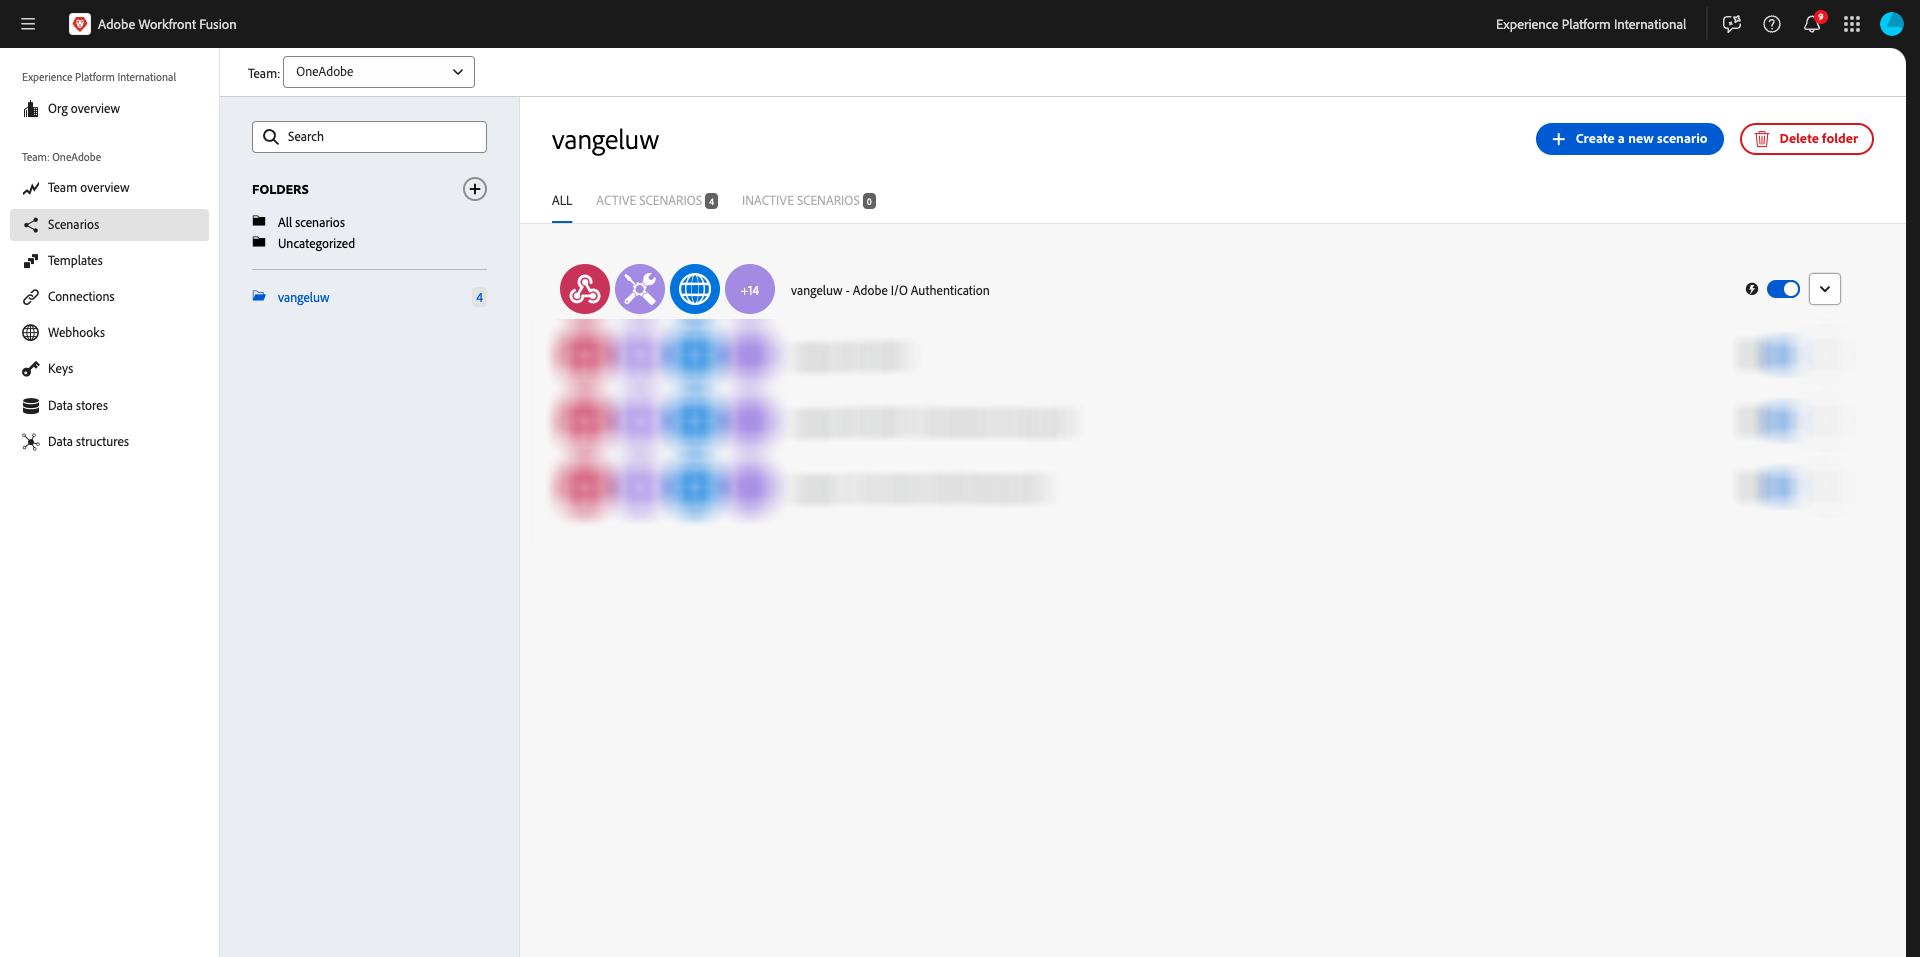 Adobe Workfront Fusion
Experience Platform International
9
Experience Platform International
Org overview
Team: OneAdobe
Team overview
Scenarios
Templates
Connections
Webhooks
Keys
Data stores
Data structures
Team: OneAdobe
Search
FOLDERS
All scenarios
Uncategorized
vangeluw 4
vangeluw
Create a new scenario
Delete folder
ALL ACTIVE SCENARIOS 4 INACTIVE SCENARIOS 0
+14 vangeluw - Adobe I/O Authentication